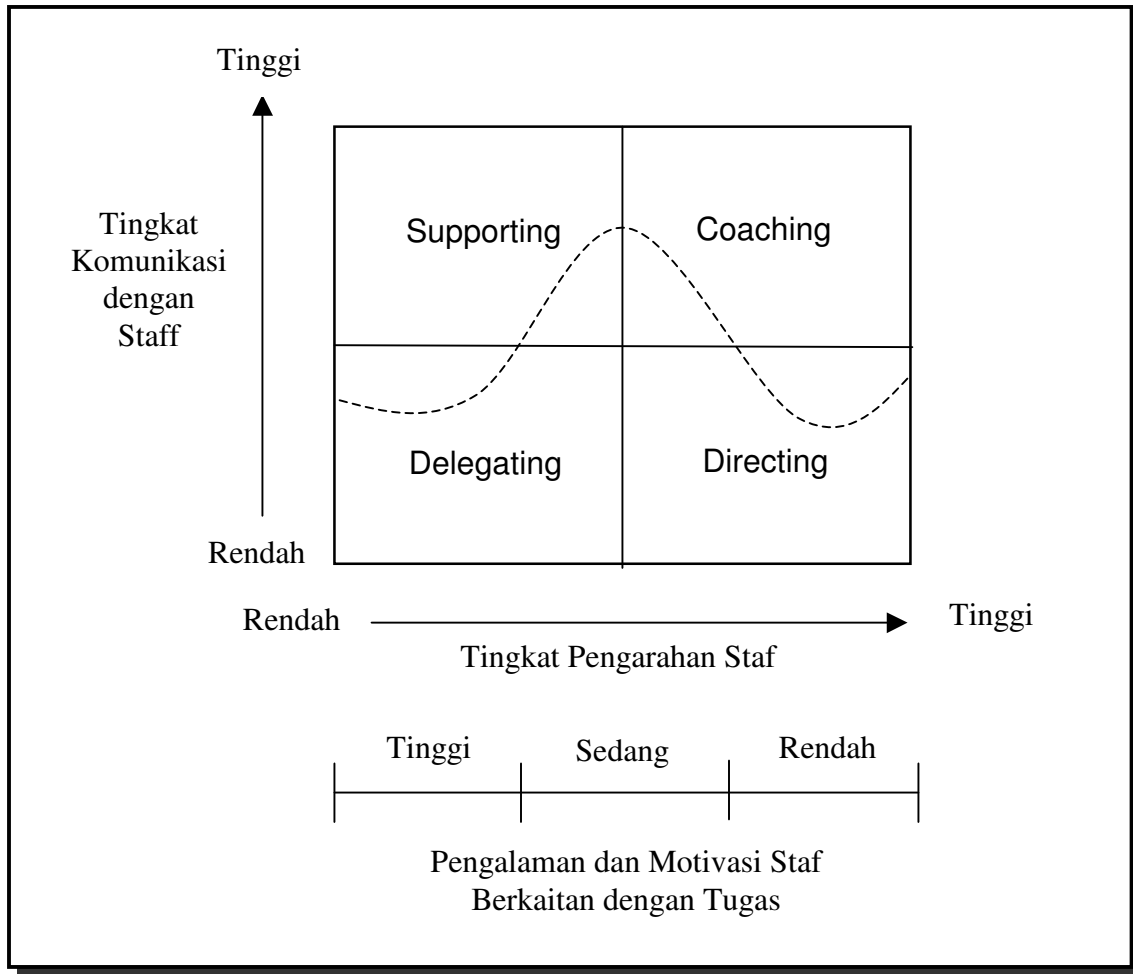 Tinggi
Tingkat
Komunikasi
dengan
Staff
Supporting
Coaching
Delegating
Directing
Rendah
Rendah
Tinggi
Tingkat Pengarahan Staf
Tinggi
Sedang
Rendah
Pengalaman dan Motivasi Staf
Berkaitan dengan Tugas